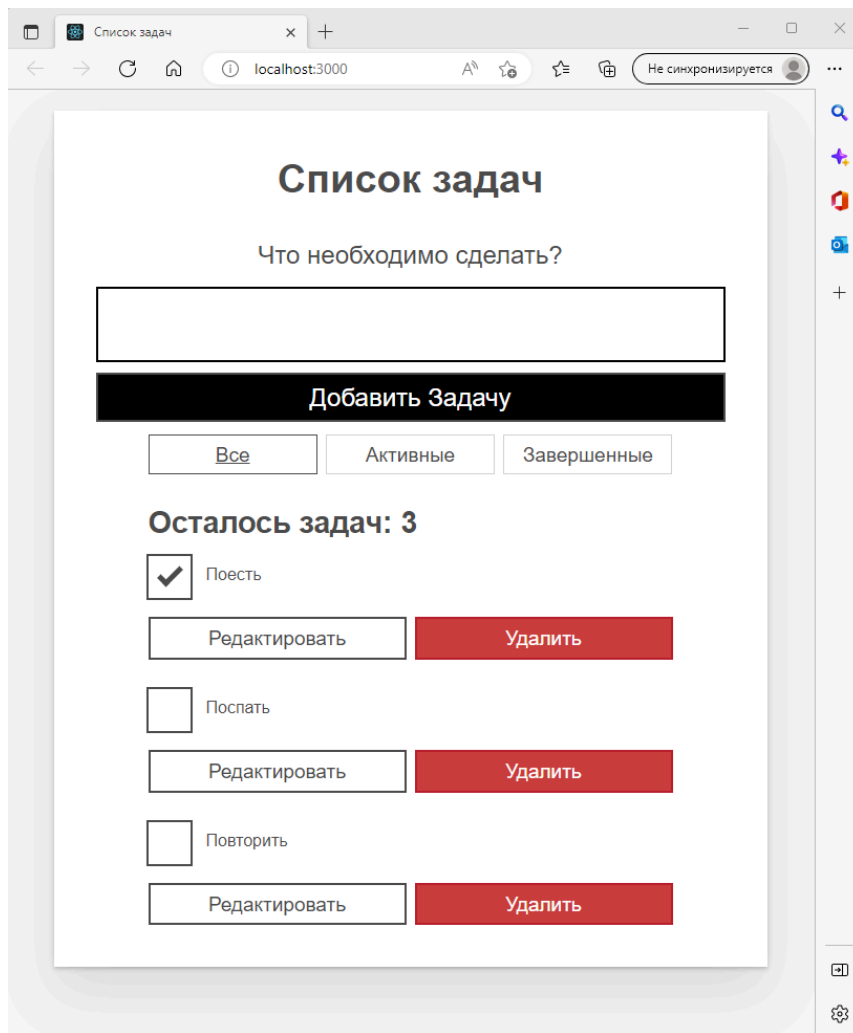 Список задач
localhost:3000
Не синхронизируется
Список задач
Что необходимо сделать?
Добавить Задачу
Все Активные Завершенные
Осталось задач: 3
Поесть
Редактировать Удалить
Поспать
Редактировать Удалить
Повторить
Редактировать Удалить